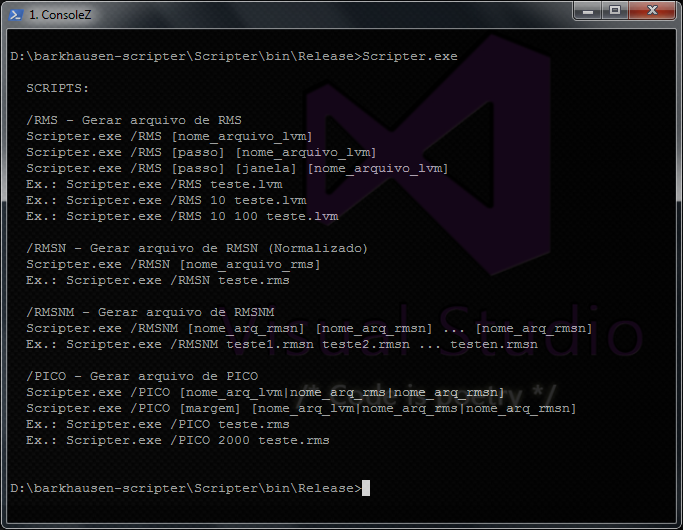 1. ConsoleZ
D:\barkhausen-scripter\Scripter\bin\Release>Scripter.exe
SCRIPTS:
/RMS - Gerar arquivo de RMS
Scripter.exe /RMS [nome_arquivo_lvm]
Scripter.exe /RMS [passo] [nome_arquivo_lvm]
Scripter.exe /RMS [passo] [janela] [nome_arquivo_lvm]
Ex.: Scripter.exe /RMS teste.lvm
Ex.: Scripter.exe /RMS 10 teste.lvm
Ex.: Scripter.exe /RMS 10 100 teste.lvm
/RMSN - Gerar arquivo de RMSN (Normalizado)
Scripter.exe /RMSN [nome_arquivo_rms]
Ex.: Scripter.exe /RMSN teste.rms
/RMSNM - Gerar arquivo de RMSNM
Scripter.exe /RMSNM [nome_arq_rmsn] [nome_arq_rmsn] ... [nome_arq_rmsn]
Ex.: Scripter.exe /RMSNM teste1.rmsn teste2.rmsn ... testen.rmsn
Visual Studio
/PICO - Gerar arquivo de PICO
Scripter.exe /PICO [nome_arq_lvm|nome_arq_rms|nome_arq_rmsn]
/* Code is poetry */
Scripter.exe /PICO [margem] [nome_arq_lvm|nome_arq_rms|nome_arq_rmsn]
Ex.: Scripter.exe /PICO teste.rms
Ex.: Scripter.exe /PICO 2000 teste.rms
D:\barkhausen-scripter\Scripter\bin\Release>